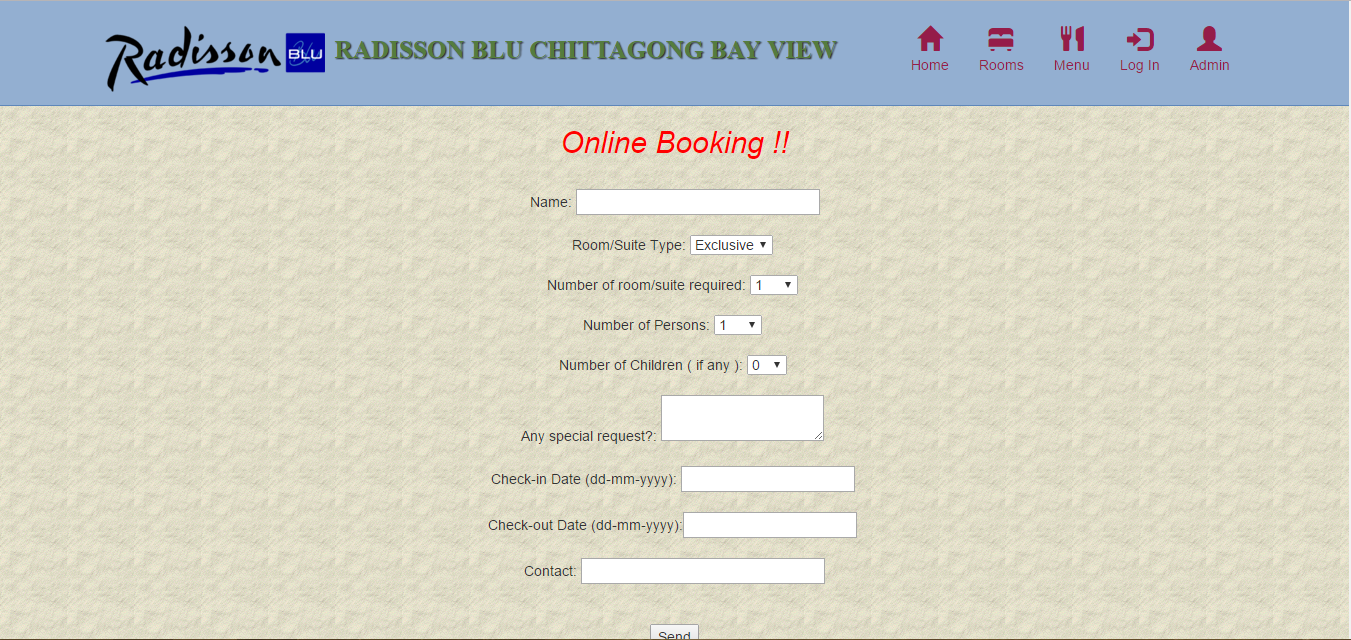 Radisson BLU RADISSON BLU CHITTAGONG BAY VIEW
Home Rooms Menu Log In Admin
Online Booking !!
Name:
Room/Suite Type: Exclusive
Number of room/suite required: 1
Number of Persons: 1
Number of Children ( if any ): 0
Any special request?:
Check-in Date (dd-mm-yyyy):
Check-out Date (dd-mm-yyyy):
Contact:
Send